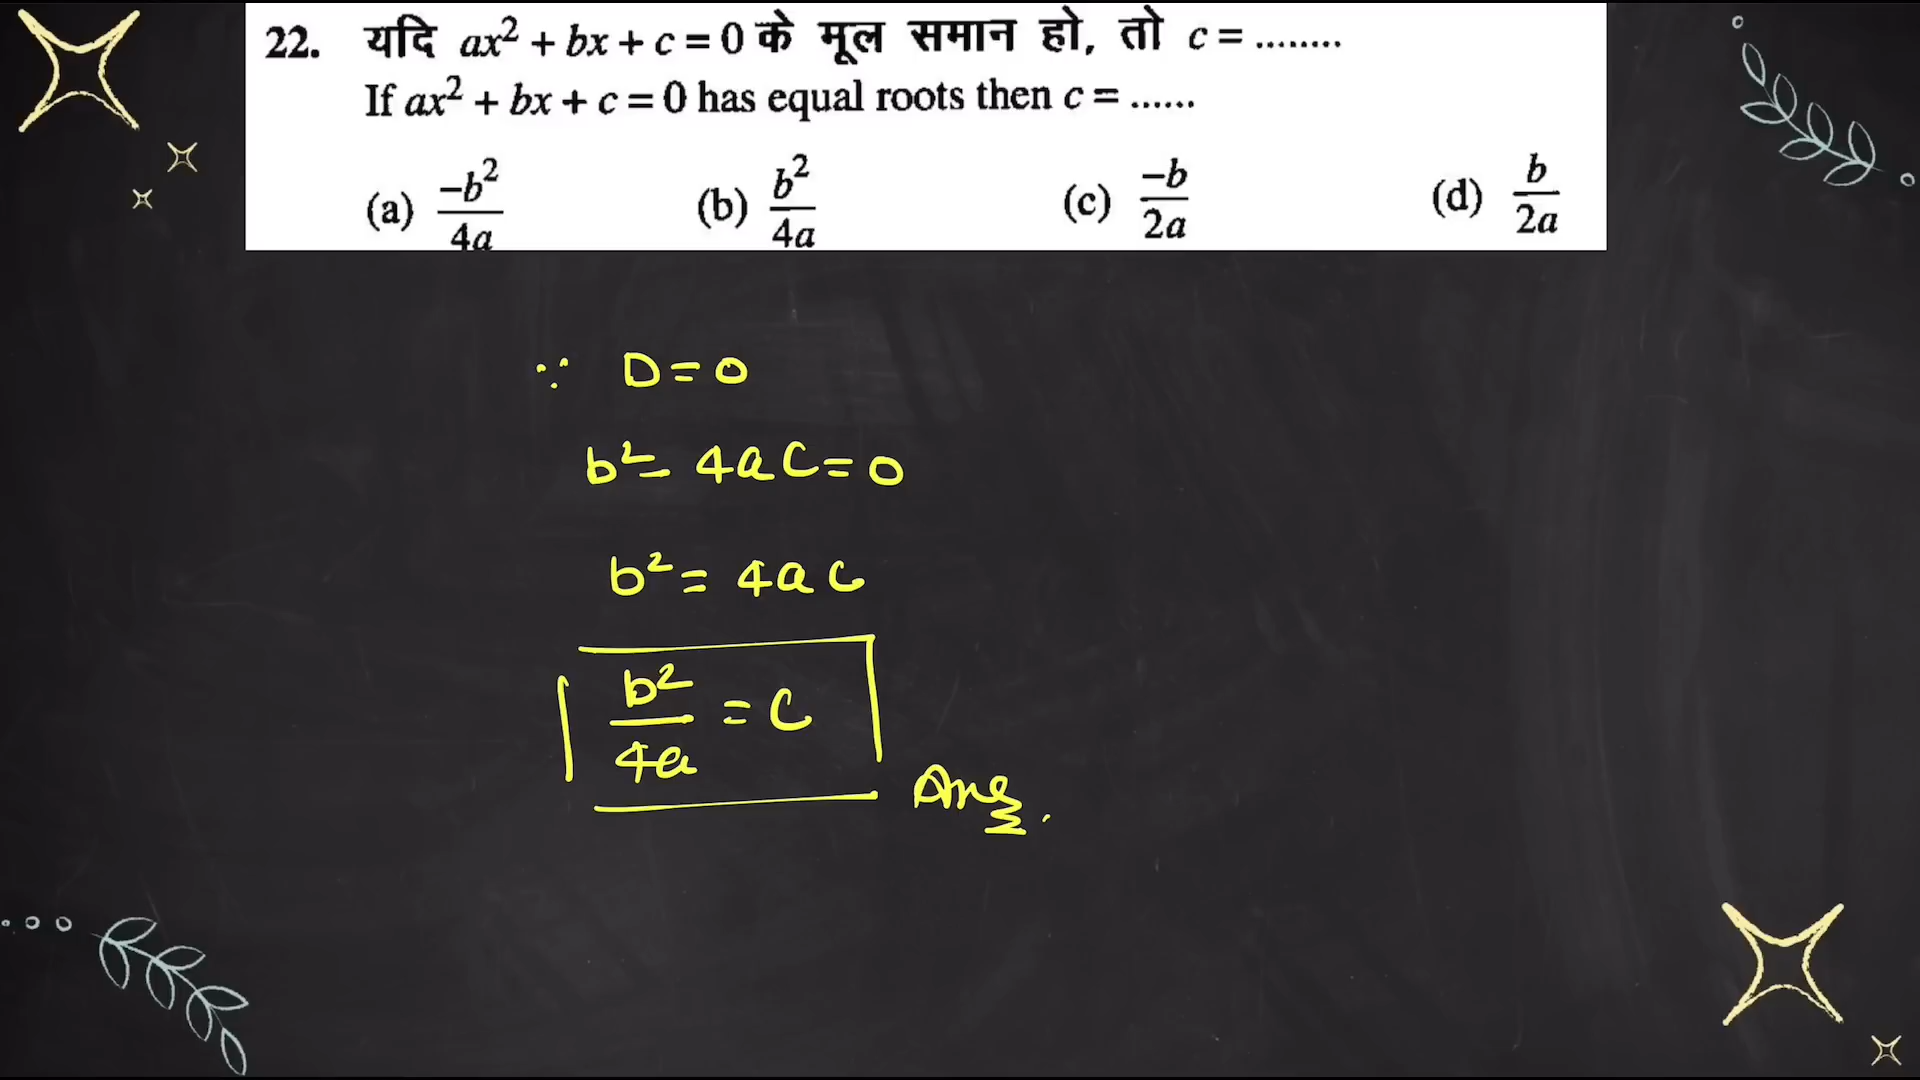 22. यदि ax² + bx + c = 0 के मूल समान हो, तो c = ........
If ax² + bx + c = 0 has equal roots then c = ......
(a) -b²/4a (b) b²/4a (c) -b/2a (d) b/2a
∵ D = 0
b² - 4ac = 0
b² = 4ac
b²/4a = c
Ans.